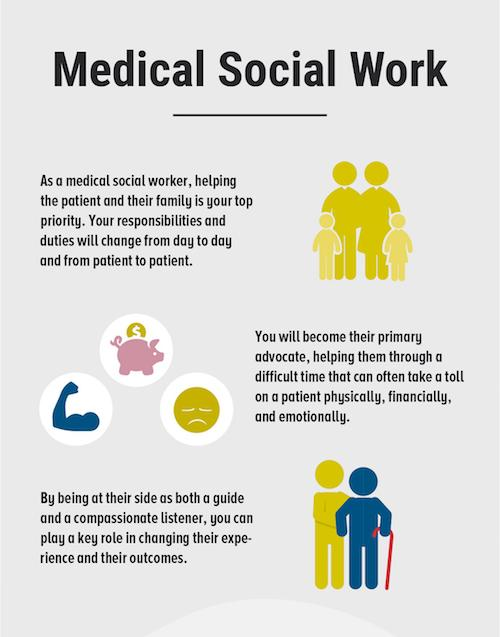 Medical Social Work
As a medical social worker, helping
the patient and their family is your top
priority. Your responsibilities and
duties will change from day to day
and from patient to patient.
$
You will become their primary
advocate, helping them through a
difficult time that can often take a toll
on a patient physically, financially,
and emotionally.
By being at their side as both a guide
and a compassionate listener, you can
play a key role in changing their expe-
rience and their outcomes.